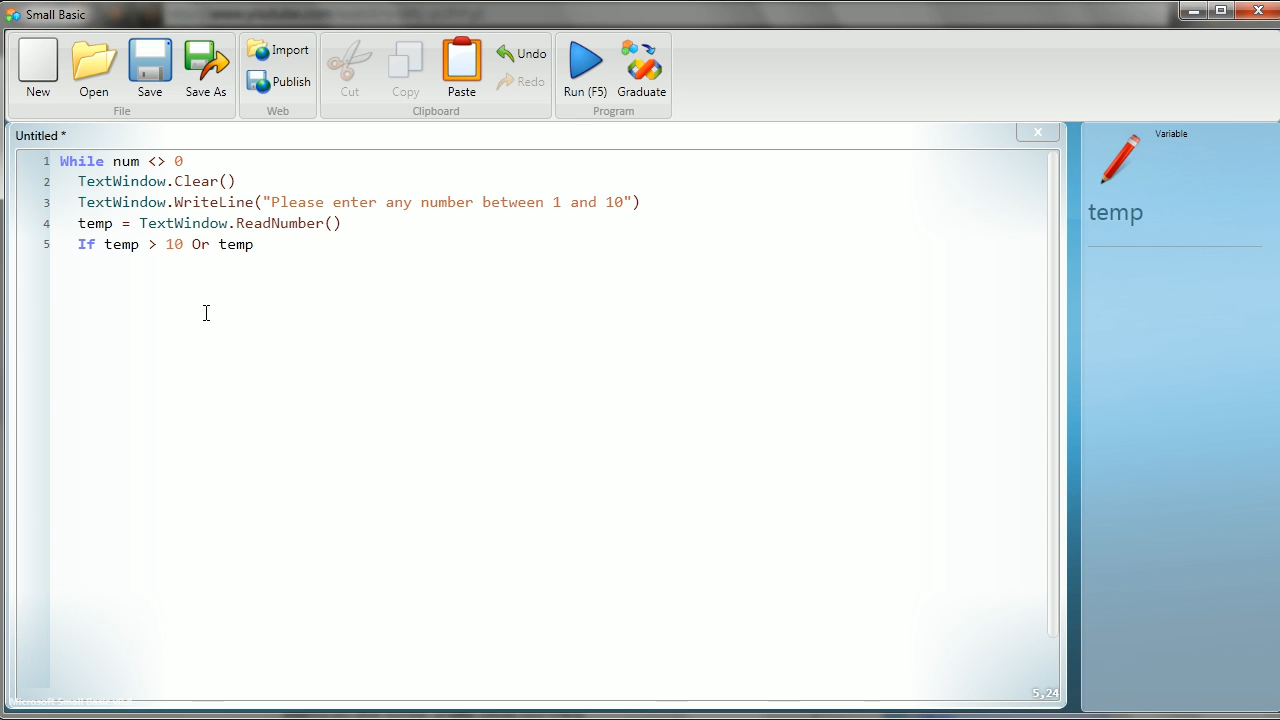 Small Basic
New
Open
Save
Save As
Import
Publish
Cut
Copy
Paste
Undo
Redo
Run (F5)
Graduate
File
Web
Clipboard
Program
Untitled *
x
1 While num <> 0
2 TextWindow.Clear()
3 TextWindow.WriteLine("Please enter any number between 1 and 10")
4 temp = TextWindow.ReadNumber()
5 If temp > 10 Or temp
Variable
temp
5,24